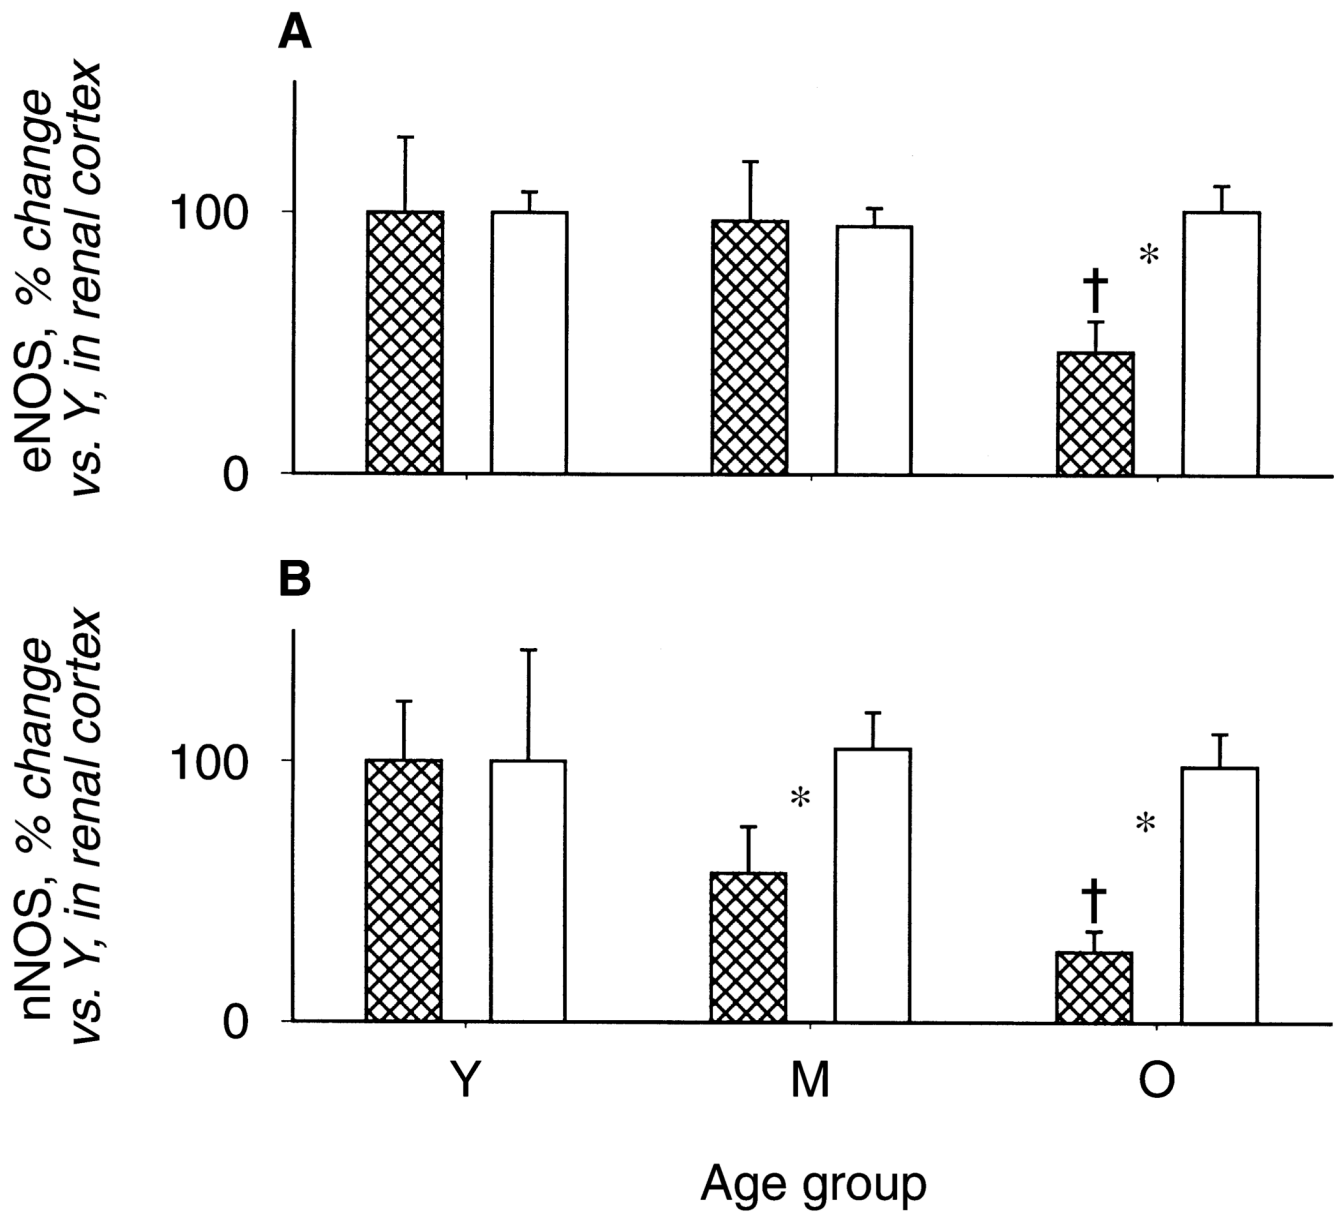 A
eNOS, % change
vs. Y, in renal cortex
100
*
†
0
B
nNOS, % change
vs. Y, in renal cortex
100
*
*
†
0
Y M O
Age group